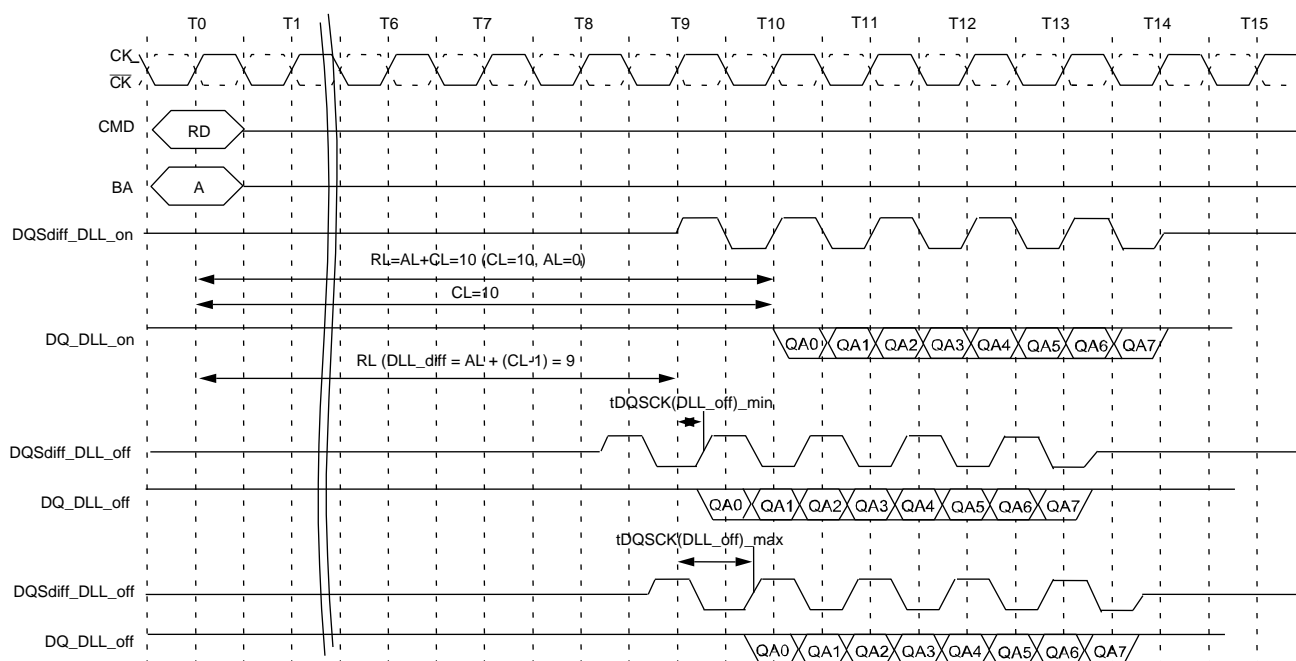 T0 T1 T6 T7 T8 T9 T10 T11 T12 T13 T14 T15
CK
CK
CMD RD
BA A
DQSdiff_DLL_on
RL=AL+CL=10 (CL=10, AL=0)
CL=10
DQ_DLL_on QA0 QA1 QA2 QA3 QA4 QA5 QA6 QA7
RL (DLL_diff = AL + (CL-1) = 9
tDQSCK(DLL_off)_min
DQSdiff_DLL_off
DQ_DLL_off QA0 QA1 QA2 QA3 QA4 QA5 QA6 QA7
tDQSCK(DLL_off)_max
DQSdiff_DLL_off
DQ_DLL_off QA0 QA1 QA2 QA3 QA4 QA5 QA6 QA7